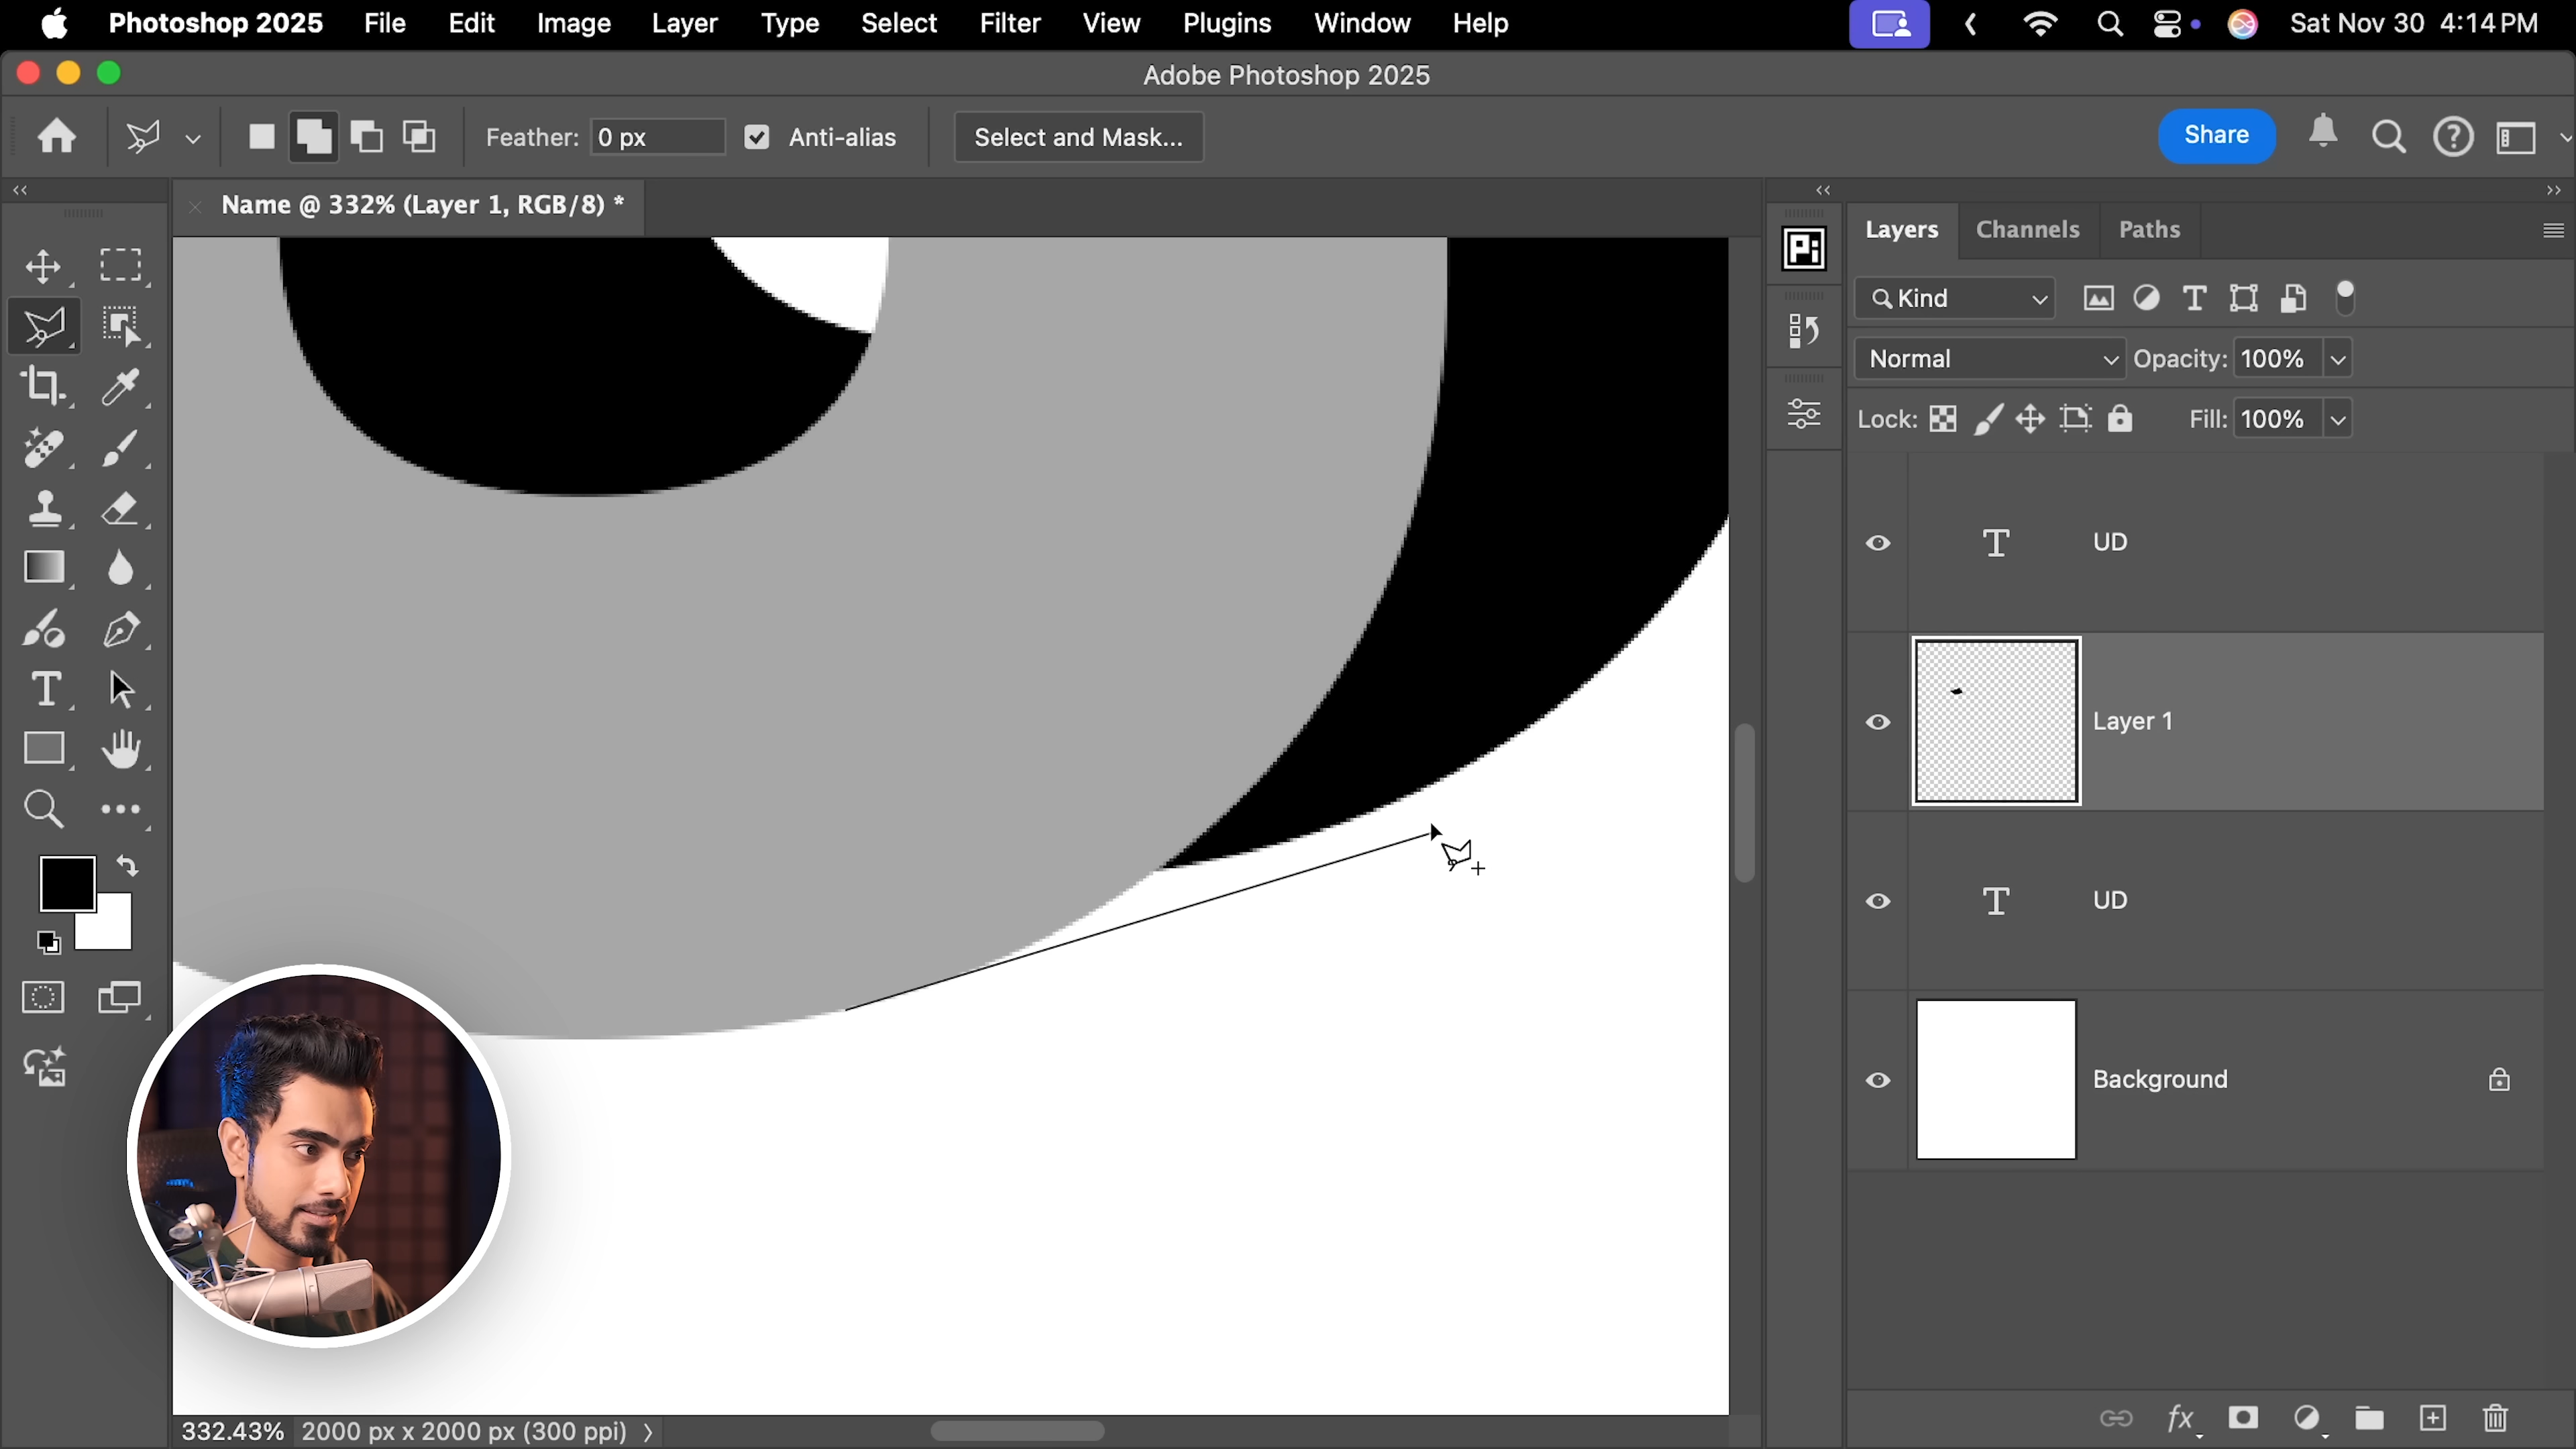 Photoshop 2025 File Edit Image Layer Type Select Filter View Plugins Window Help Sat Nov 30 4:14 PM
Adobe Photoshop 2025
Feather: 0 px Anti-alias Select and Mask... Share
Name @ 332% (Layer 1, RGB/8) *
Layers Channels Paths
Pi
Kind
Normal Opacity: 100%
Lock: Fill: 100%
UD
Layer 1
UD
Background
fx
332.43% 2000 px x 2000 px (300 ppi)